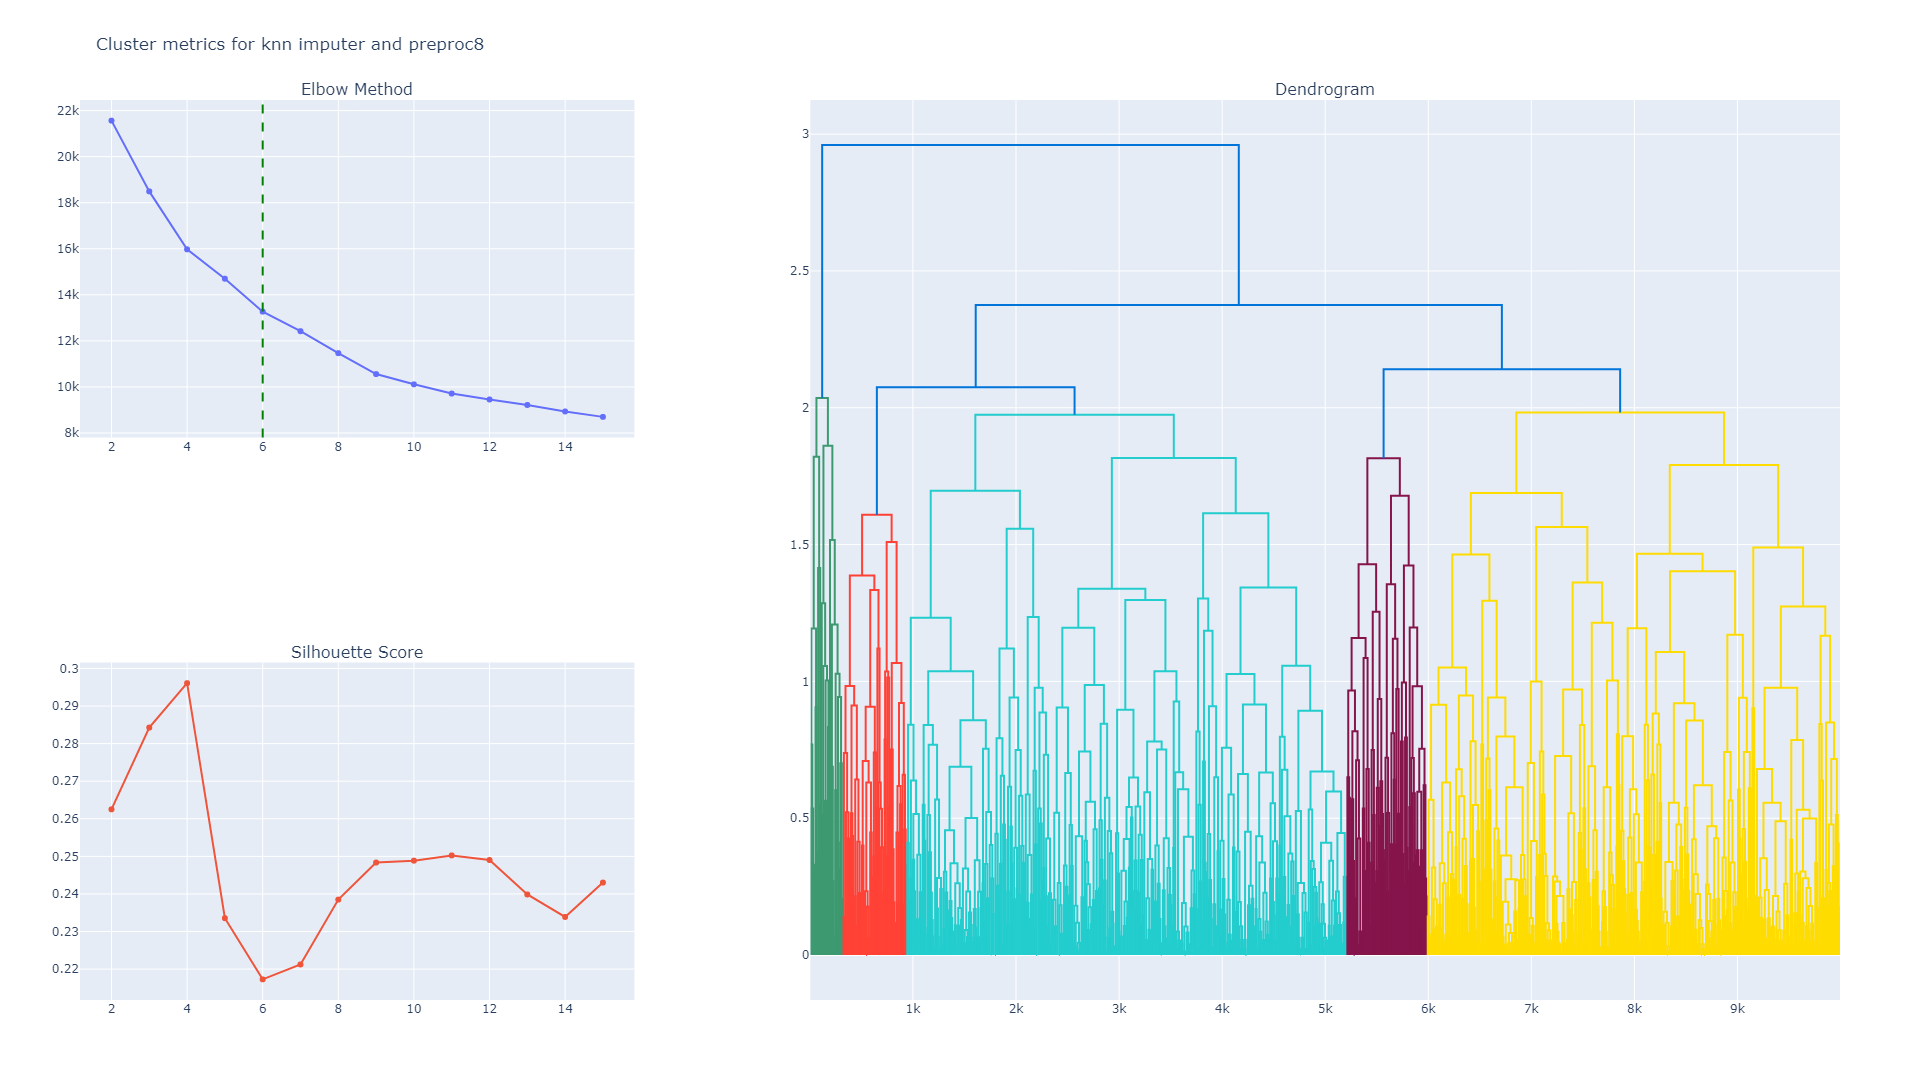 Cluster metrics for knn imputer and preproc8
Elbow Method
22k
20k
18k
16k
14k
12k
10k
8k
2 4 6 8 10 12 14
Silhouette Score
0.3
0.29
0.28
0.27
0.26
0.25
0.24
0.23
0.22
2 4 6 8 10 12 14
Dendrogram
3
2.5
2
1.5
1
0.5
0
1k 2k 3k 4k 5k 6k 7k 8k 9k